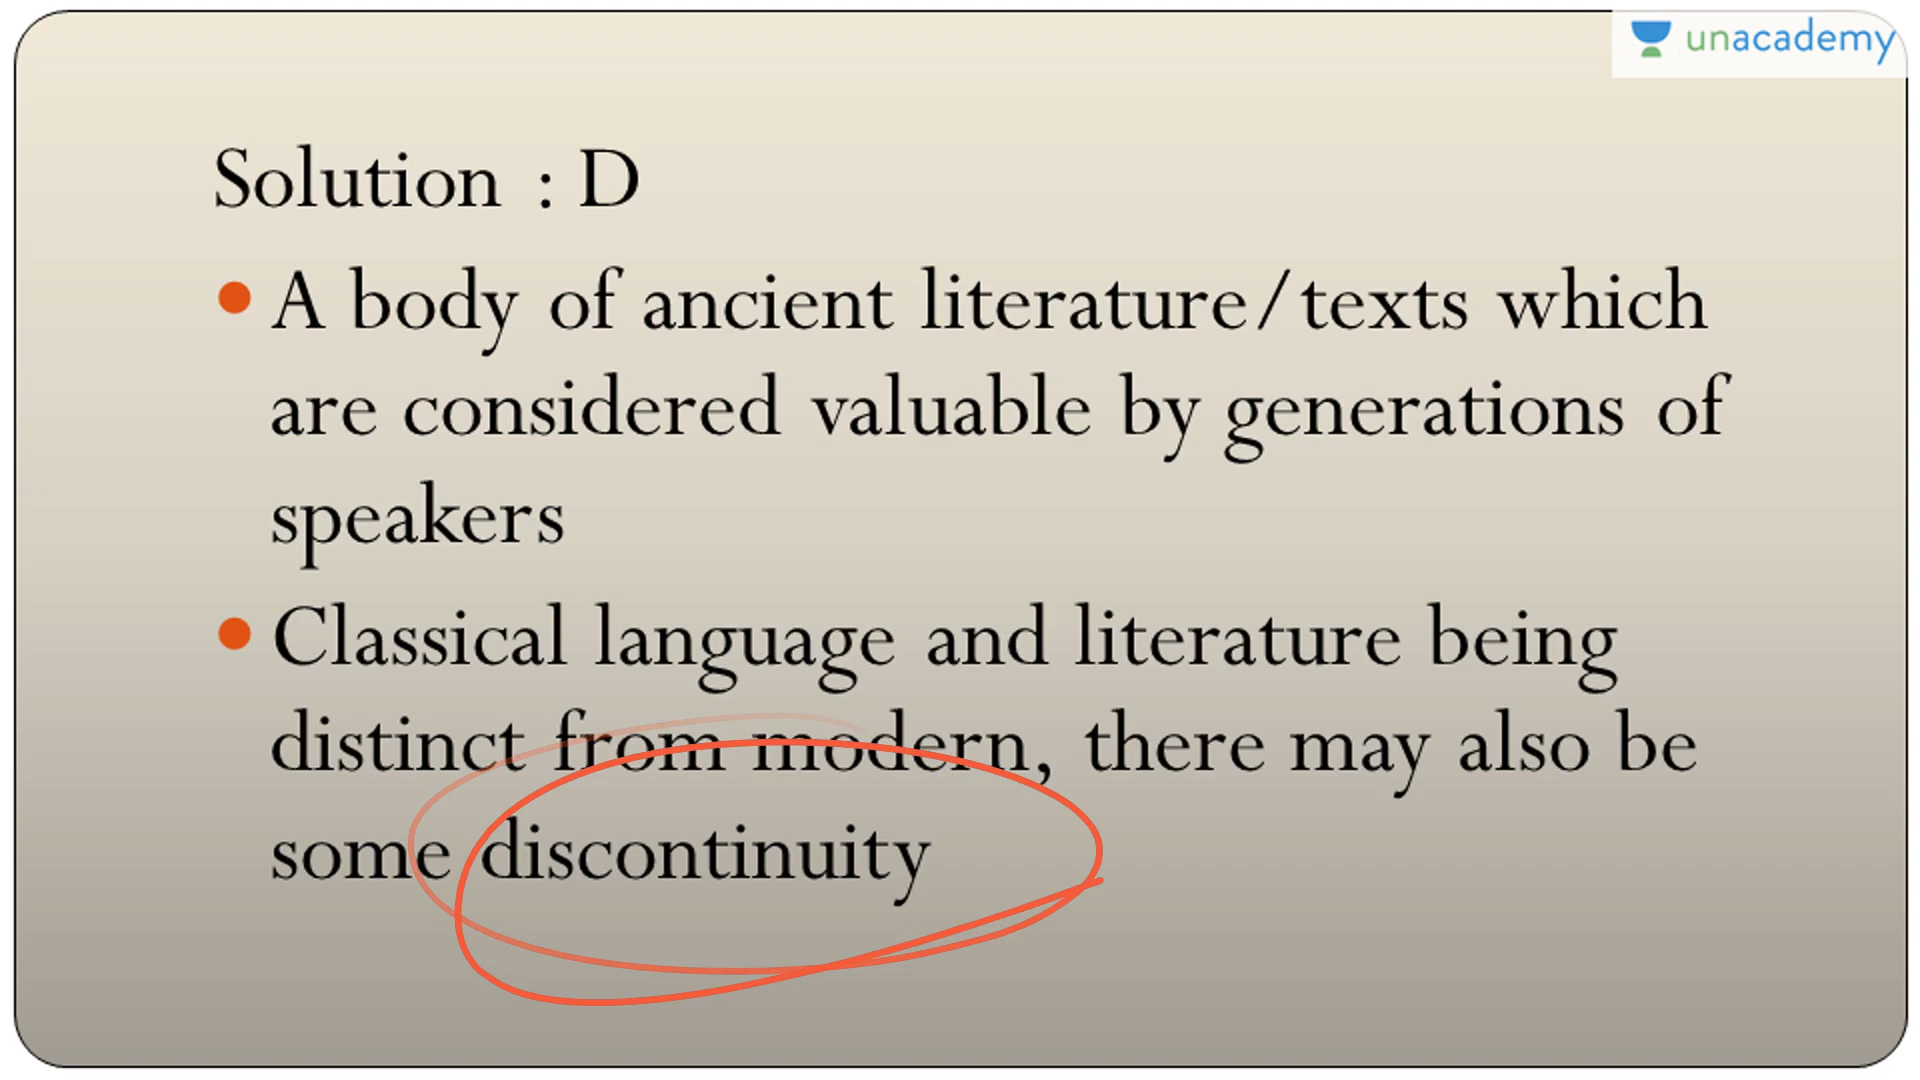 unacademy
Solution : D
• A body of ancient literature/texts which
are considered valuable by generations of
speakers
• Classical language and literature being
distinct from modern, there may also be
some discontinuity